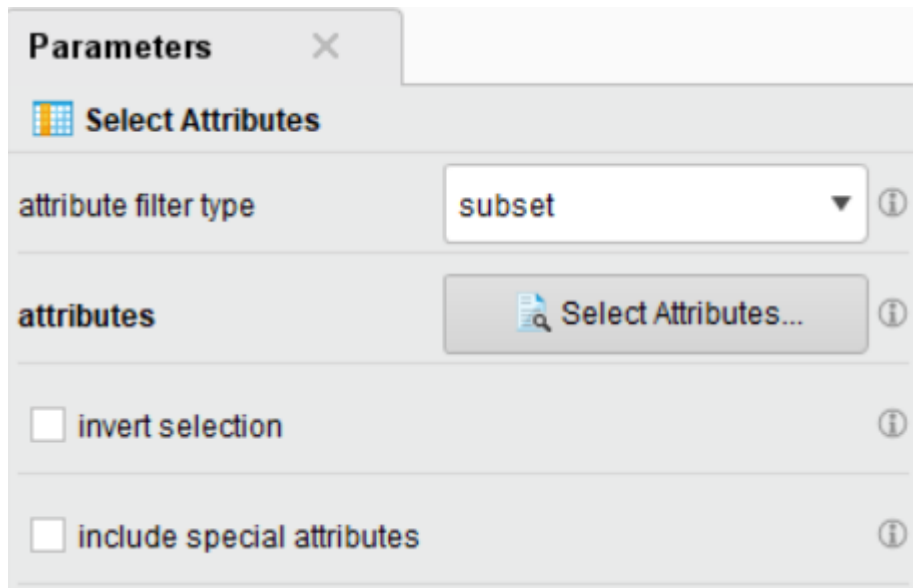 Parameters
Select Attributes
attribute filter type subset
attributes Select Attributes...
invert selection
include special attributes